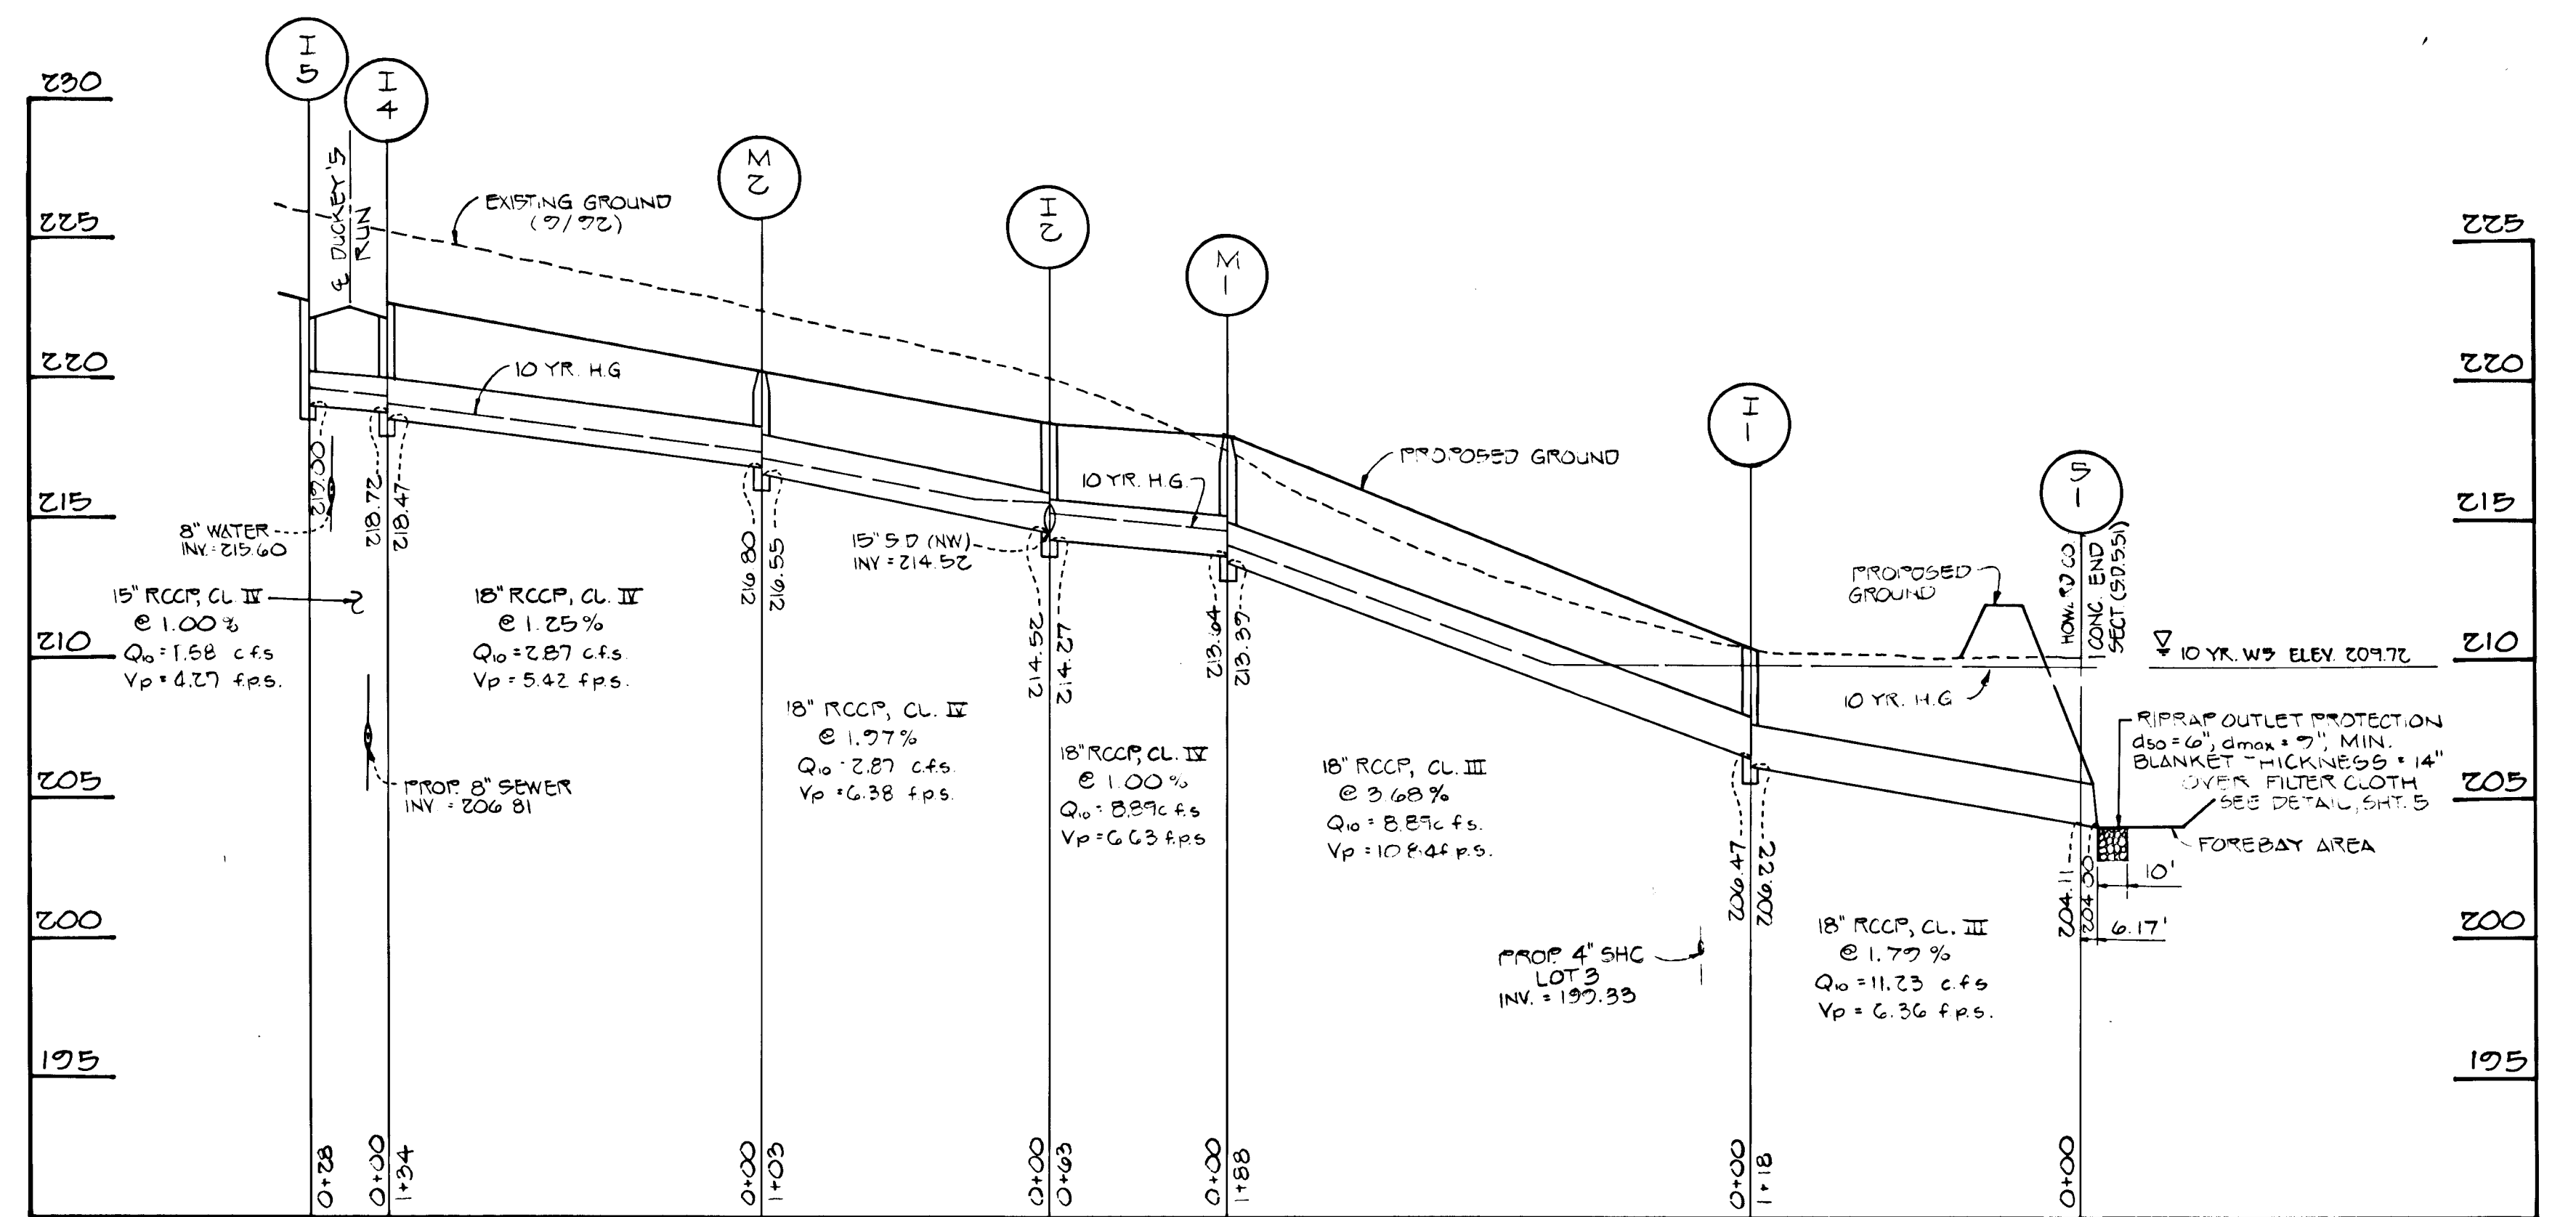 I
5
I
4
M
2
I
2
M
1
I
1
S
1
230
225
220
215
210
205
200
195
225
220
215
210
205
200
195
℄ DUCKEY'S
RUN
EXISTING GROUND
(9/92)
10 YR. H.G
10 YR. H.G.
PROPOSED GROUND
PROPOSED
GROUND
10 YR. H.G
HOW. RD CO.
CONC. END
SECT. (S.D. 5.51)
10 YR. WS ELEV. 209.72
RIPRAP OUTLET PROTECTION
d50 = 6", dmax = 9", MIN.
BLANKET THICKNESS = 14"
OVER FILTER CLOTH
SEE DETAIL, SHT. 5
FOREBAY AREA
10'
6.17'
219.00
218.72
218.47
216.80
216.55
214.52
214.27
213.64
213.39
206.47
206.22
204.11
204.00
8" WATER
INV. = 215.60
15" S D (NW)
INV = 214.52
15" RCCP, CL. IV
@ 1.00 %
Q10 = 1.58 c.f.s
Vp = 4.27 f.p.s.
18" RCCP, CL. IV
@ 1.25 %
Q10 = 2.87 c.f.s.
Vp = 5.42 f.p.s.
PROP. 8" SEWER
INV = 206.81
18" RCCP, CL. IV
@ 1.97%
Q10 = 2.87 c.f.s.
Vp = 6.38 f.p.s.
18" RCCP, CL. IV
@ 1.00 %
Q10 = 8.89 c.f.s
Vp = 6.63 f.p.s
18" RCCP, CL. III
@ 3.68 %
Q10 = 8.89 c.f.s.
Vp = 10.84 f.p.s.
PROP. 4" SHC
LOT 3
INV. = 199.33
18" RCCP, CL. III
@ 1.79 %
Q10 = 11.23 c.f.s
Vp = 6.36 f.p.s.
0+28
0+00
1+34
0+00
1+03
0+00
0+63
0+00
1+88
0+00
1+18
0+00